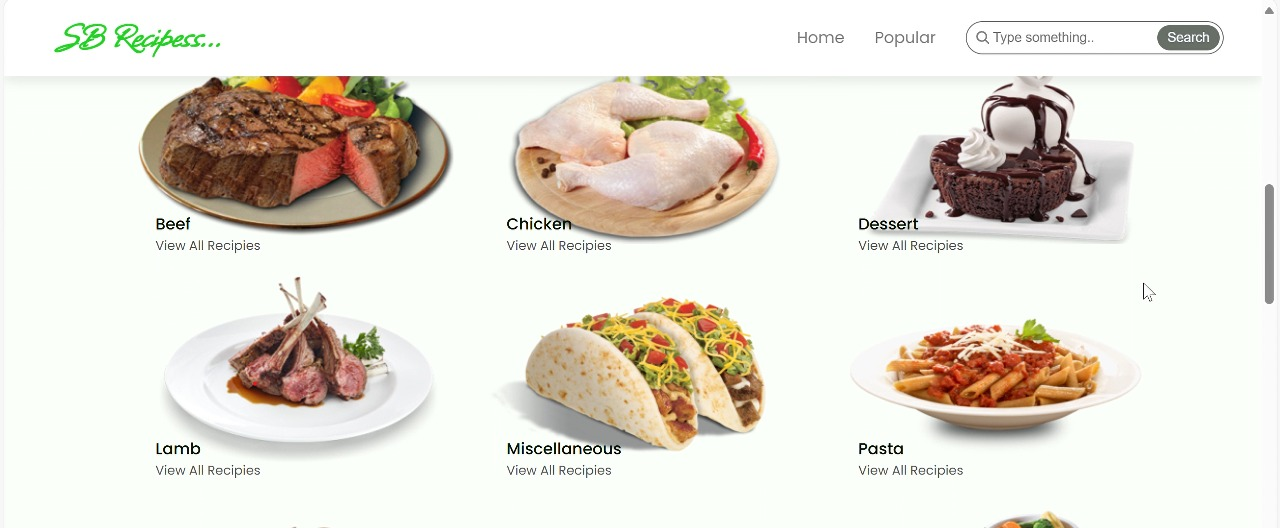 SB Recipess...
Home
Popular
Type something..
Search
Beef
View All Recipies
Chicken
View All Recipies
Dessert
View All Recipies
Lamb
View All Recipies
Miscellaneous
View All Recipies
Pasta
View All Recipies